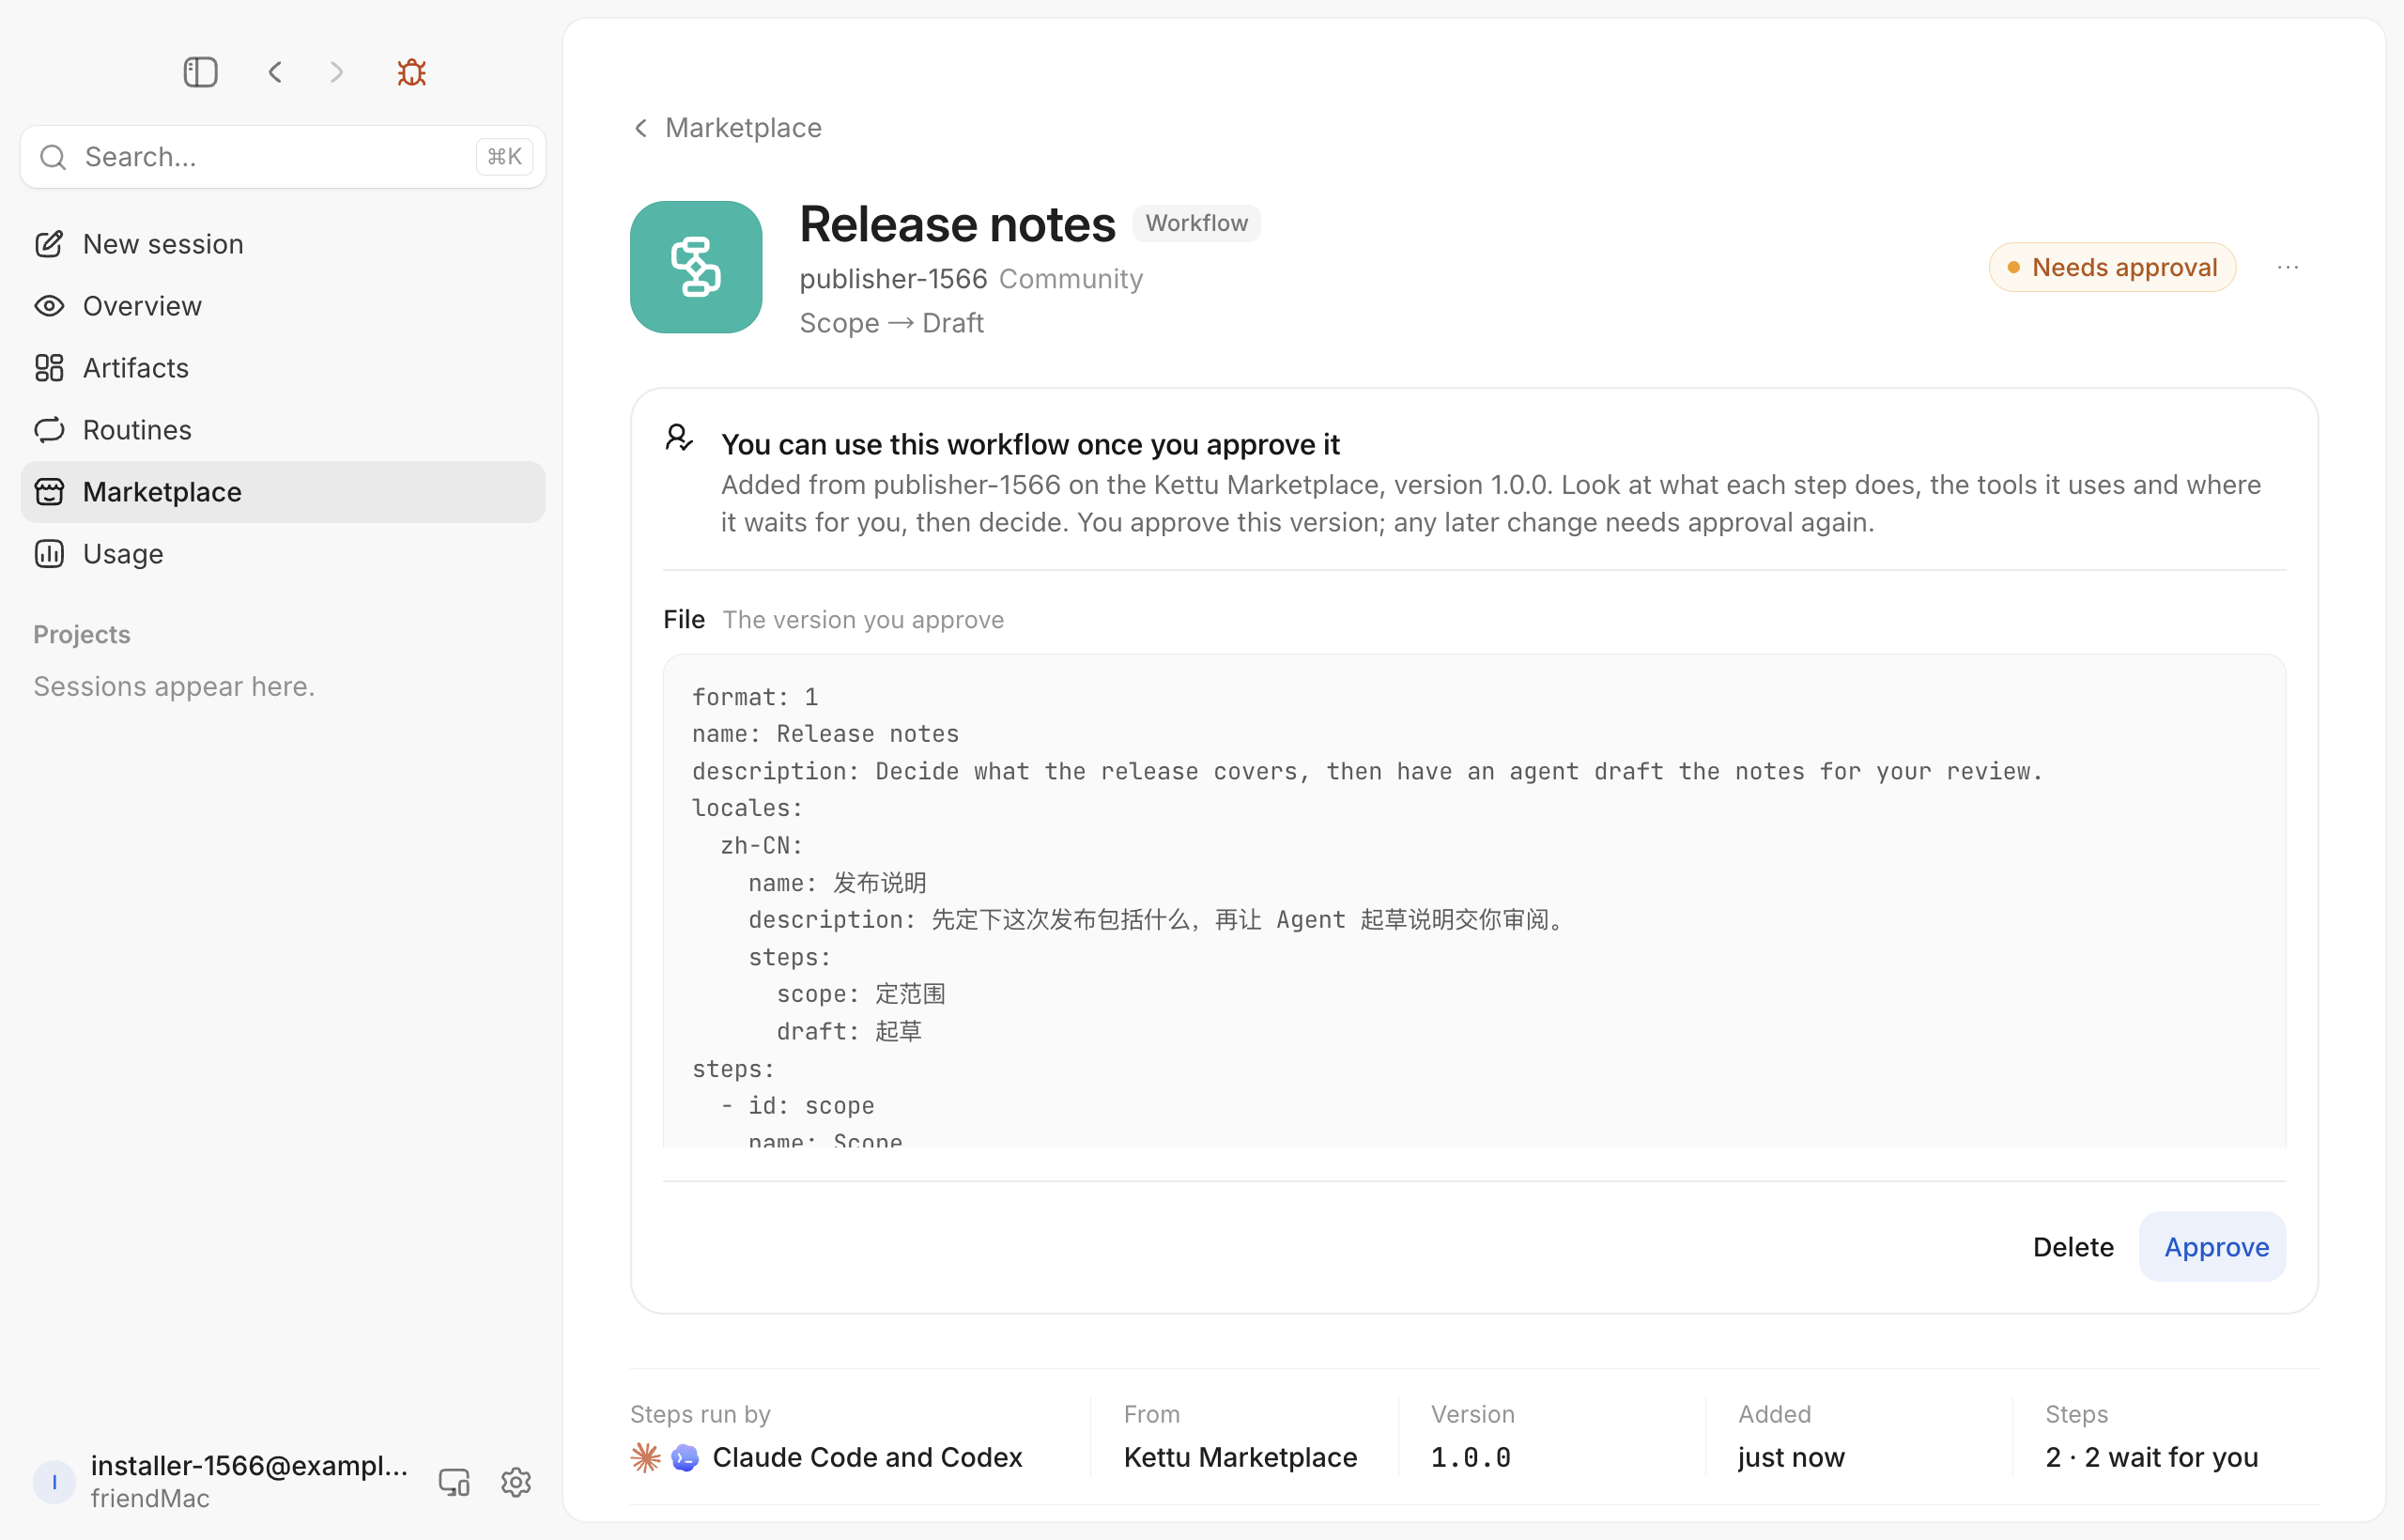 Search...
⌘K
New session
Overview
Artifacts
Routines
Marketplace
Usage
Projects
Sessions appear here.
installer-1566@exampl...
friendMac
I
Marketplace
Release notes
Workflow
publisher-1566 Community
Scope → Draft
Needs approval
You can use this workflow once you approve it
Added from publisher-1566 on the Kettu Marketplace, version 1.0.0. Look at what each step does, the tools it uses and where
it waits for you, then decide. You approve this version; any later change needs approval again.
File The version you approve
format: 1
name: Release notes
description: Decide what the release covers, then have an agent draft the notes for your review.
locales:
  zh-CN:
    name: 发布说明
    description: 先定下这次发布包括什么，再让 Agent 起草说明交你审阅。
    steps:
      scope: 定范围
      draft: 起草
steps:
  - id: scope
    name: Scope
Delete
Approve
Steps run by
Claude Code and Codex
From
Kettu Marketplace
Version
1.0.0
Added
just now
Steps
2 · 2 wait for you